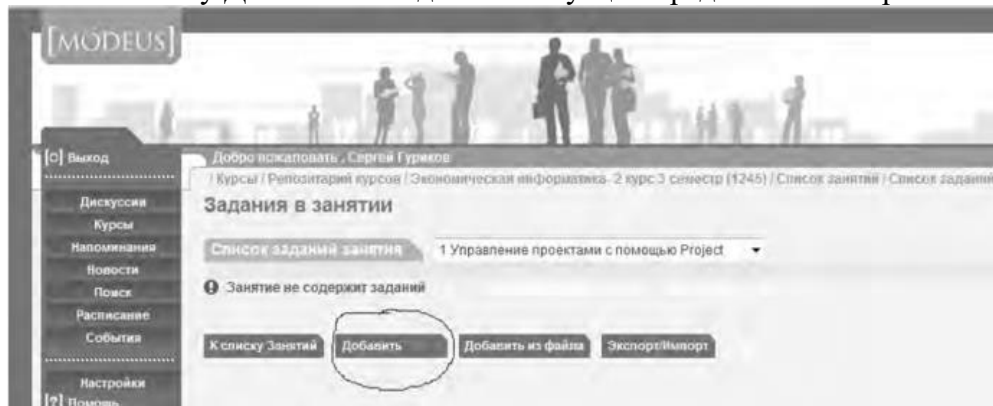 [MODEUS]
[O] Выход
Добро пожаловать , Сергей Гуриков
/ Курсы / Репозитарий курсов / Экономическая информатика- 2 курс 3 семестр (1245) / Список занятий / Список заданий
Дискуссии
Курсы
Напоминания
Новости
Поиск
Расписание
События
Настройки
[?] Помощь
Задания в занятии
Список заданий занятия
1 Управление проектами с помощью Project
Занятие не содержит заданий
К списку Занятий
Добавить
Добавить из файла
Экспорт/Импорт